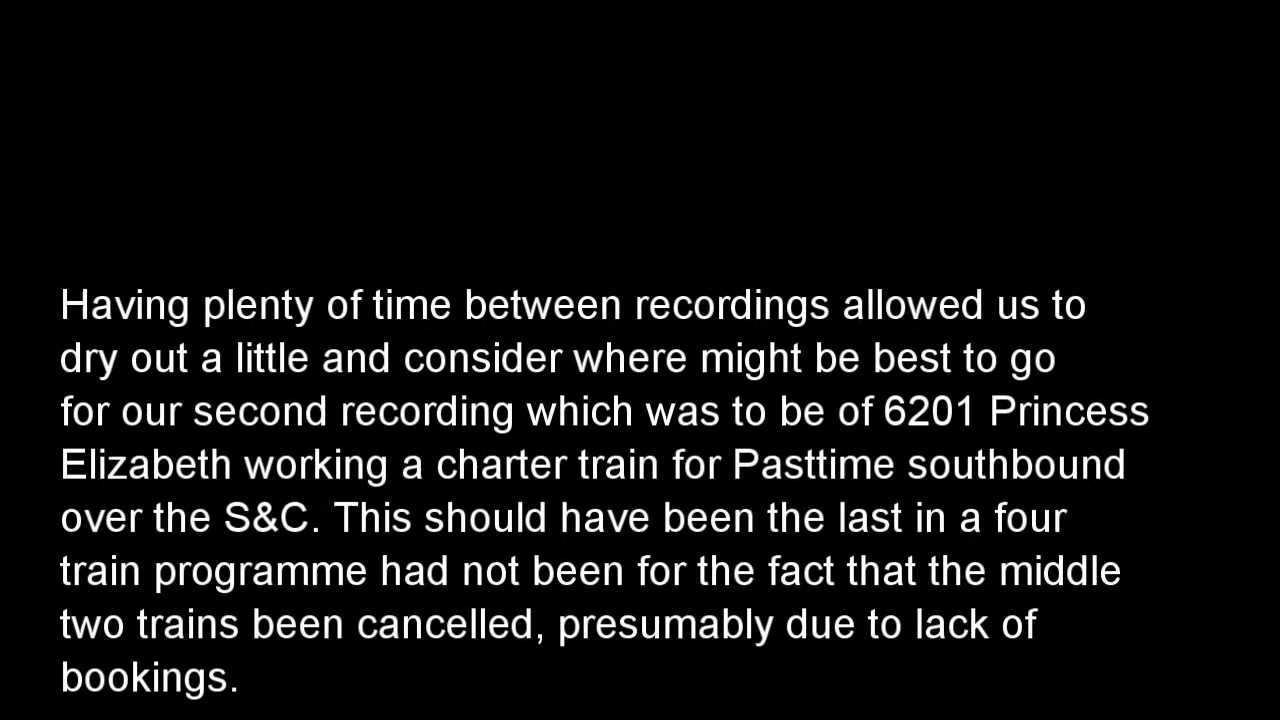 Having plenty of time between recordings allowed us to
dry out a little and consider where might be best to go
for our second recording which was to be of 6201 Princess
Elizabeth working a charter train for Pasttime southbound
over the S&C. This should have been the last in a four
train programme had not been for the fact that the middle
two trains been cancelled, presumably due to lack of
bookings.